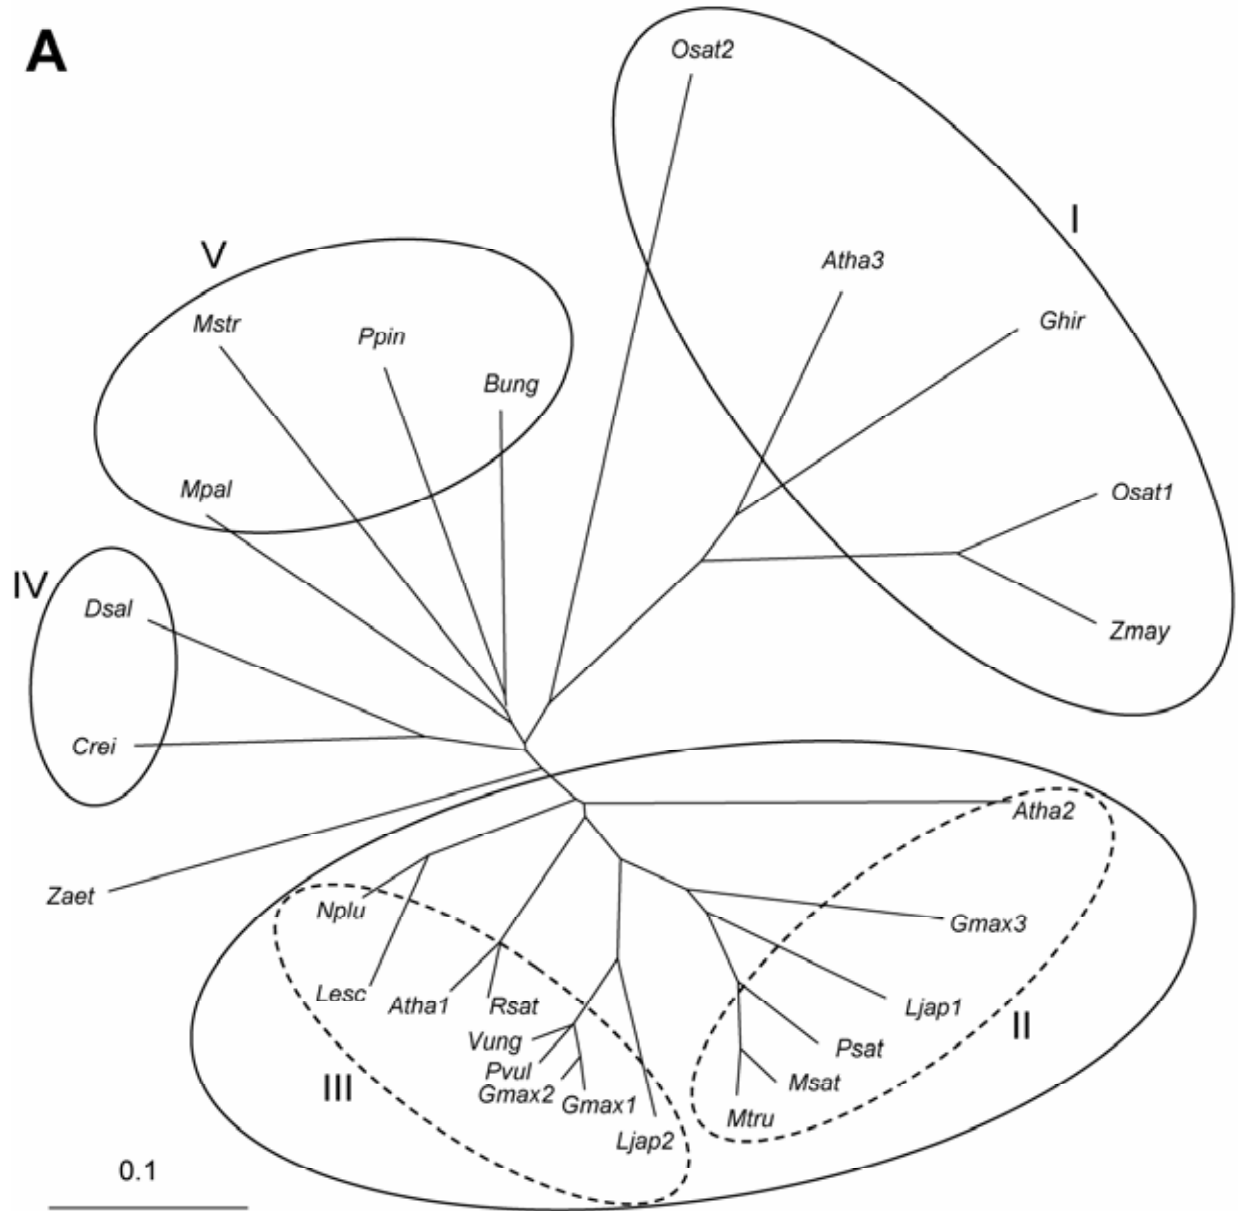 A
Osat2
I
Atha3
V
Mstr
Ppin
Ghir
Bung
Mpal
Osat1
IV
Dsal
Zmay
Crei
Atha2
Zaet
Nplu
Gmax3
Lesc
Atha1
Rsat
Ljap1
II
Vung
Psat
Pvul
III
Msat
Gmax2
Gmax1
Mtru
Ljap2
0.1